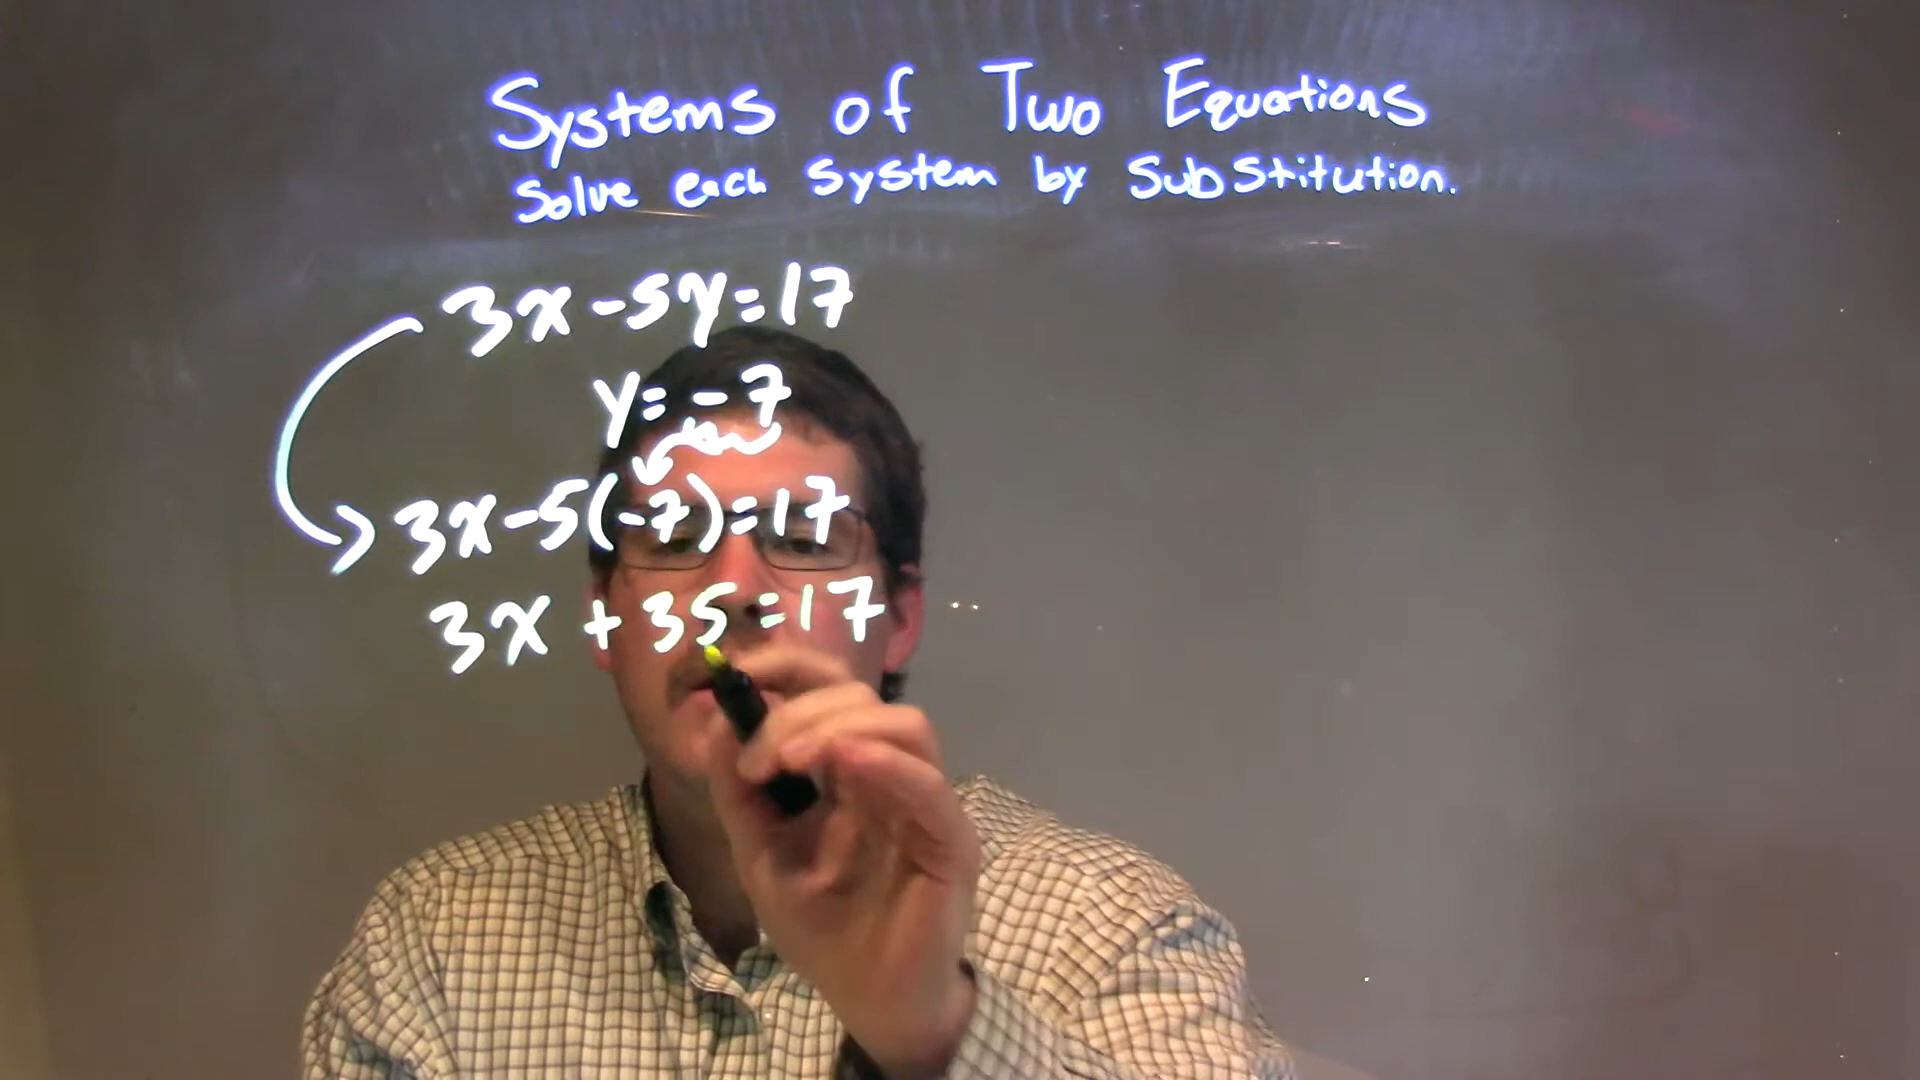 Systems of Two Equations
Solve each system by Substitution.
3x-5y=17
y=-7
3x-5(-7)=17
3x+35=17